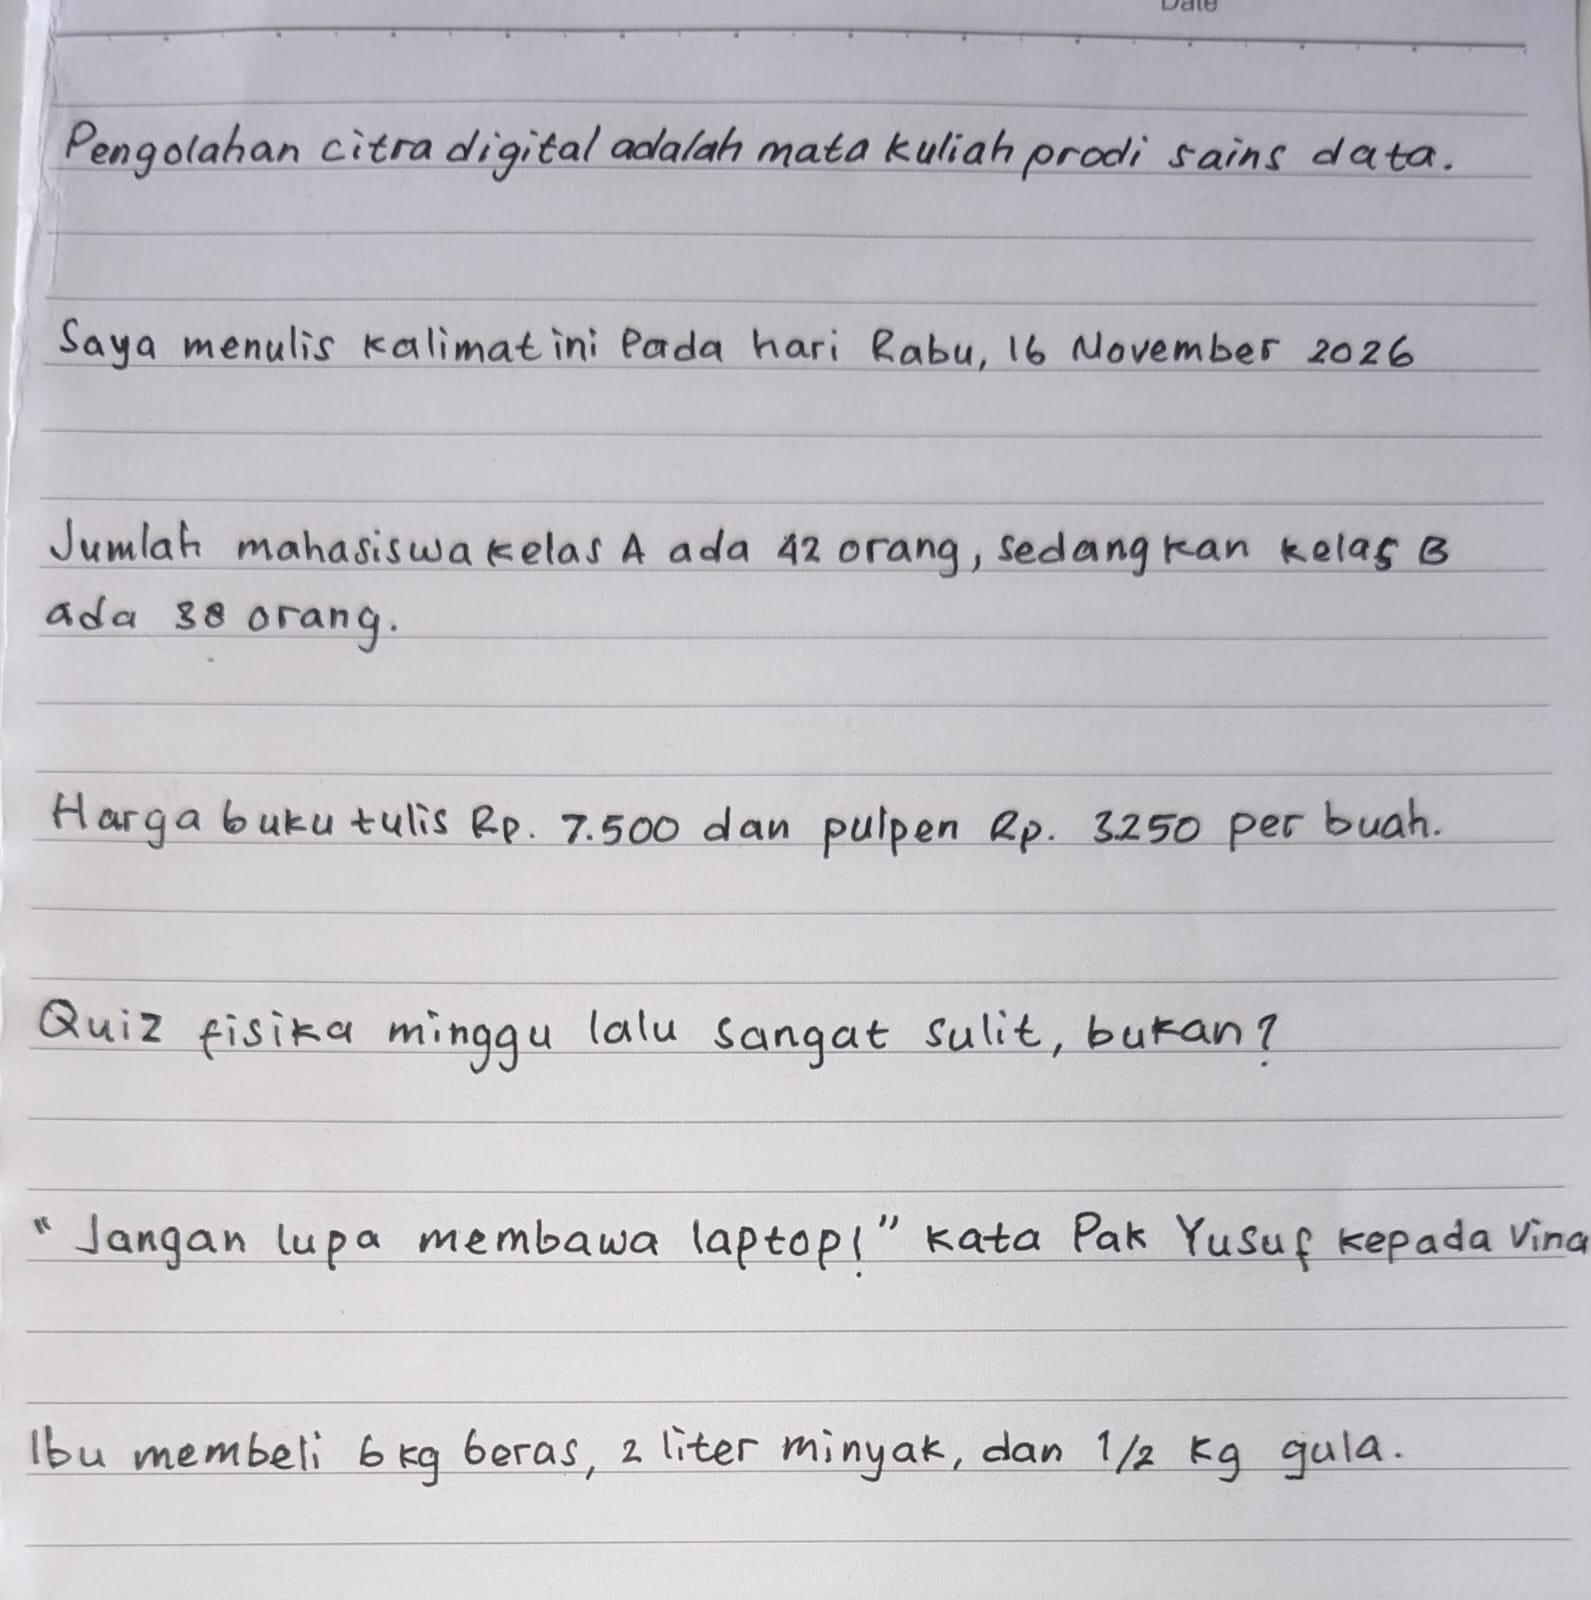 Date
Pengolahan citra digital adalah mata kuliah prodi sains data.
Saya menulis kalimat ini Pada hari Rabu, 16 November 2026
Jumlah mahasiswa kelas A ada 42 orang, sedangkan kelas B
ada 38 orang.
Harga buku tulis Rp. 7.500 dan pulpen Rp. 3.250 per buah.
Quiz fisika minggu lalu sangat sulit, bukan?
"Jangan lupa membawa laptop!" kata Pak Yusuf kepada Vina
Ibu membeli 6 kg beras, 2 liter minyak, dan 1/2 kg gula.